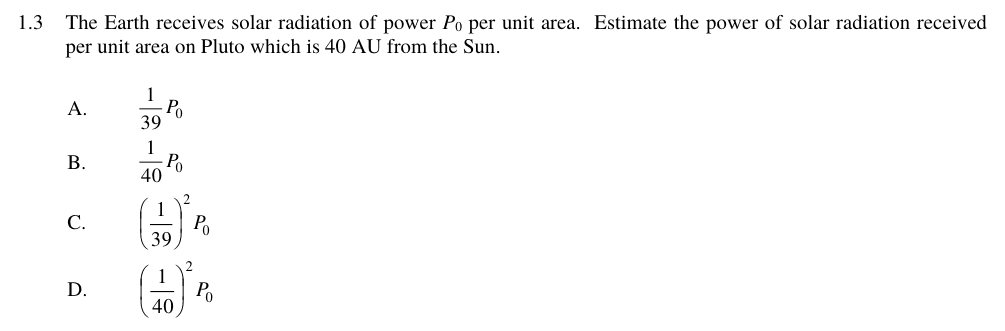 1.3 The Earth receives solar radiation of power P₀ per unit area. Estimate the power of solar radiation received
per unit area on Pluto which is 40 AU from the Sun.
A. 1/39 P₀
B. 1/40 P₀
C. (1/39)² P₀
D. (1/40)² P₀